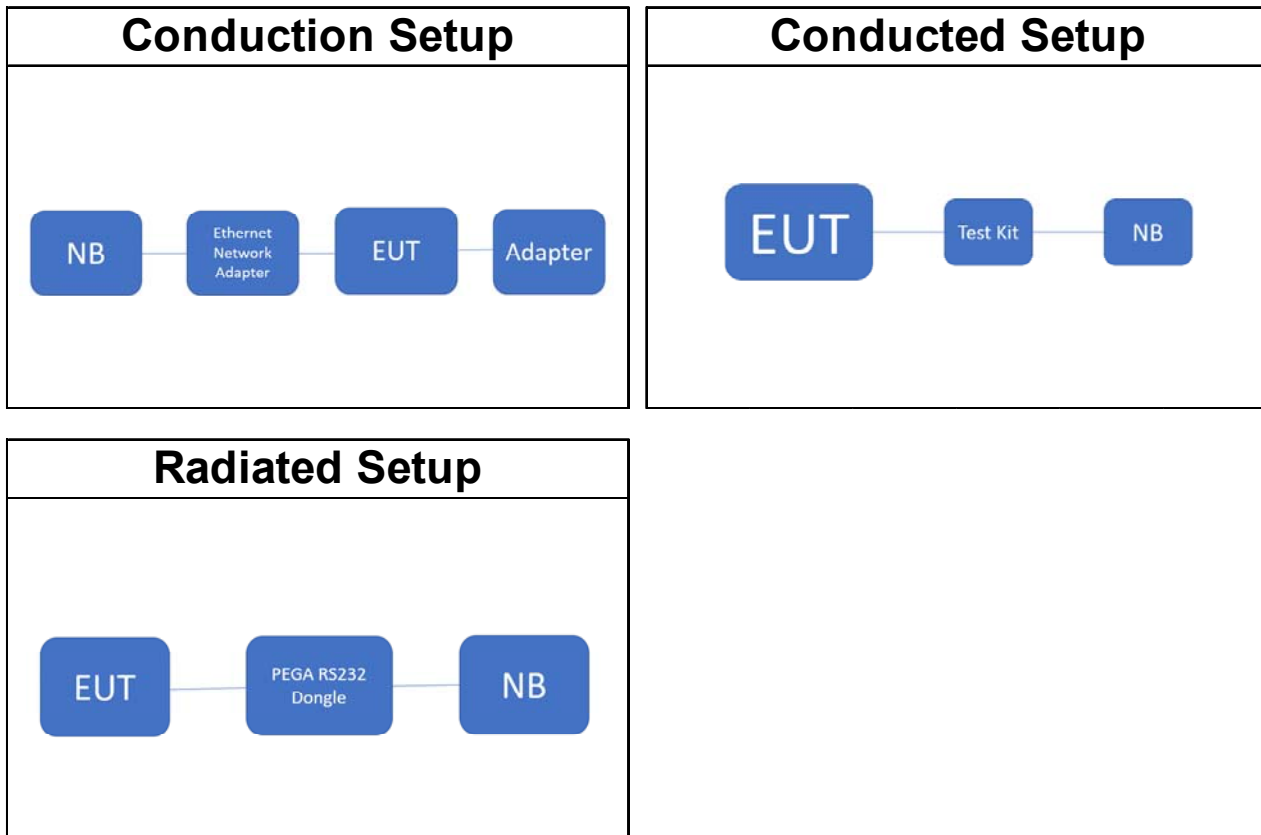 Conduction Setup
NB
Ethernet
Network
Adapter
EUT
Adapter
Conducted Setup
EUT
Test Kit
NB
Radiated Setup
EUT
PEGA RS232
Dongle
NB